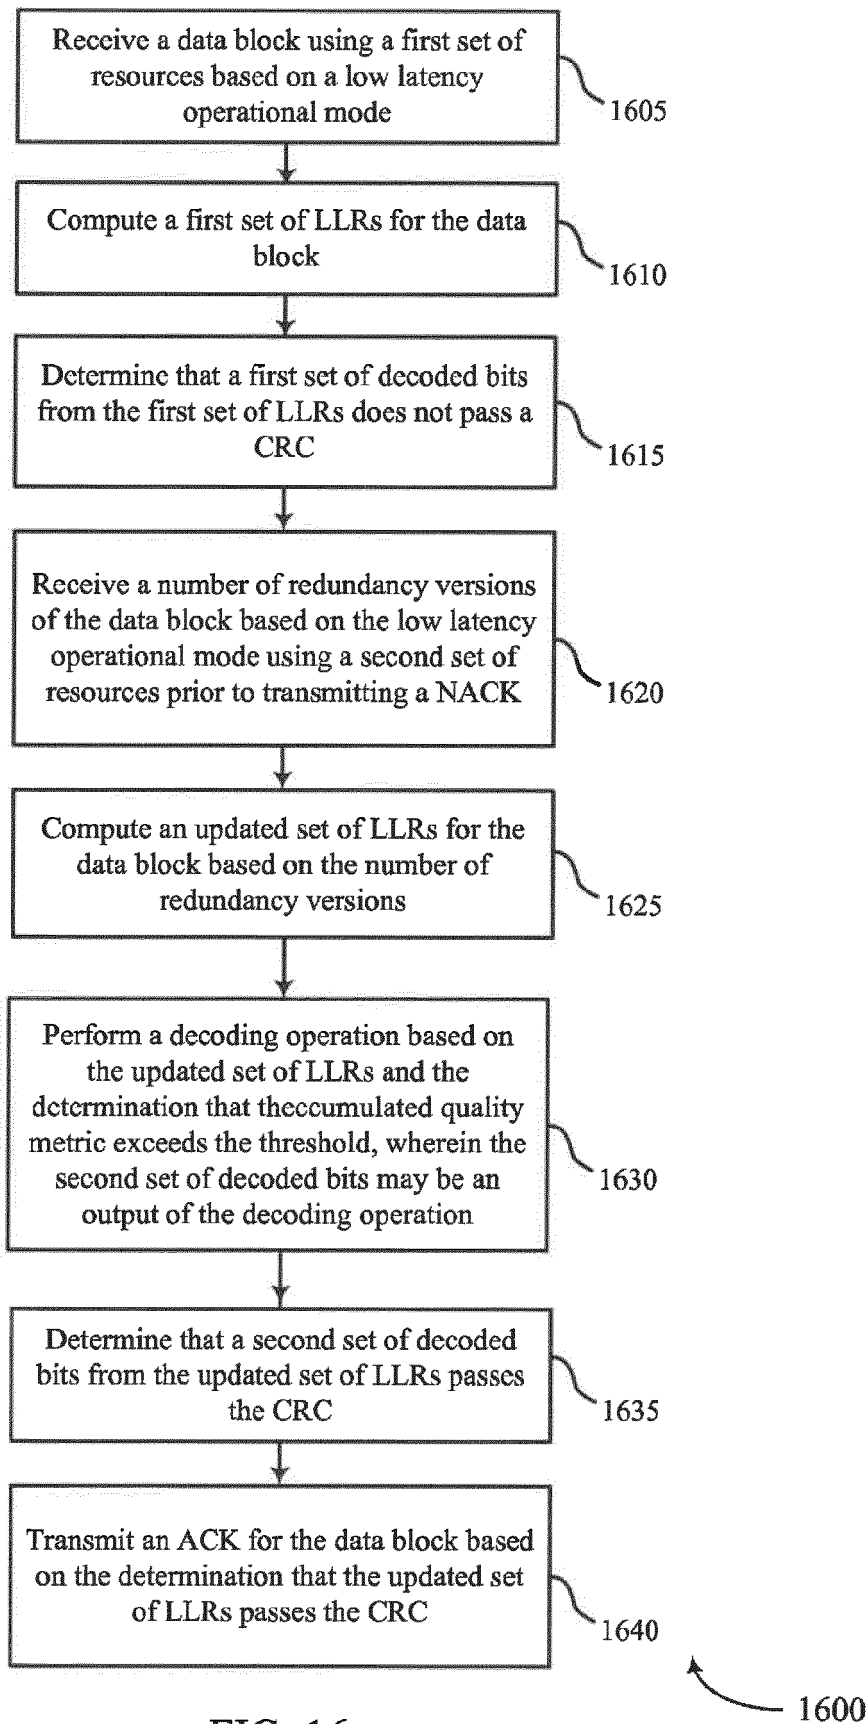 Receive a data block using a first set of
resources based on a low latency
operational mode
1605
Compute a first set of LLRs for the data
block
1610
Determine that a first set of decoded bits
from the first set of LLRs does not pass a
CRC
1615
Receive a number of redundancy versions
of the data block based on the low latency
operational mode using a second set of
resources prior to transmitting a NACK
1620
Compute an updated set of LLRs for the
data block based on the number of
redundancy versions
1625
Perform a decoding operation based on
the updated set of LLRs and the
determination that theccumulated quality
metric exceeds the threshold, wherein the
second set of decoded bits may be an
output of the decoding operation
1630
Determine that a second set of decoded
bits from the updated set of LLRs passes
the CRC
1635
Transmit an ACK for the data block based
on the determination that the updated set
of LLRs passes the CRC
1640
1600
FIG. 16